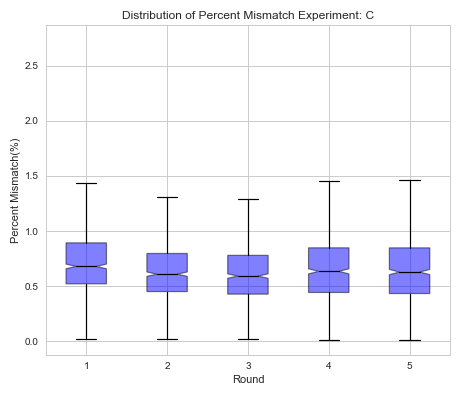 Distribution of Percent Mismatch Experiment: C
Percent Mismatch(%)
2.5
2.0
1.5
1.0
0.5
0.0
1 2 3 4 5
Round